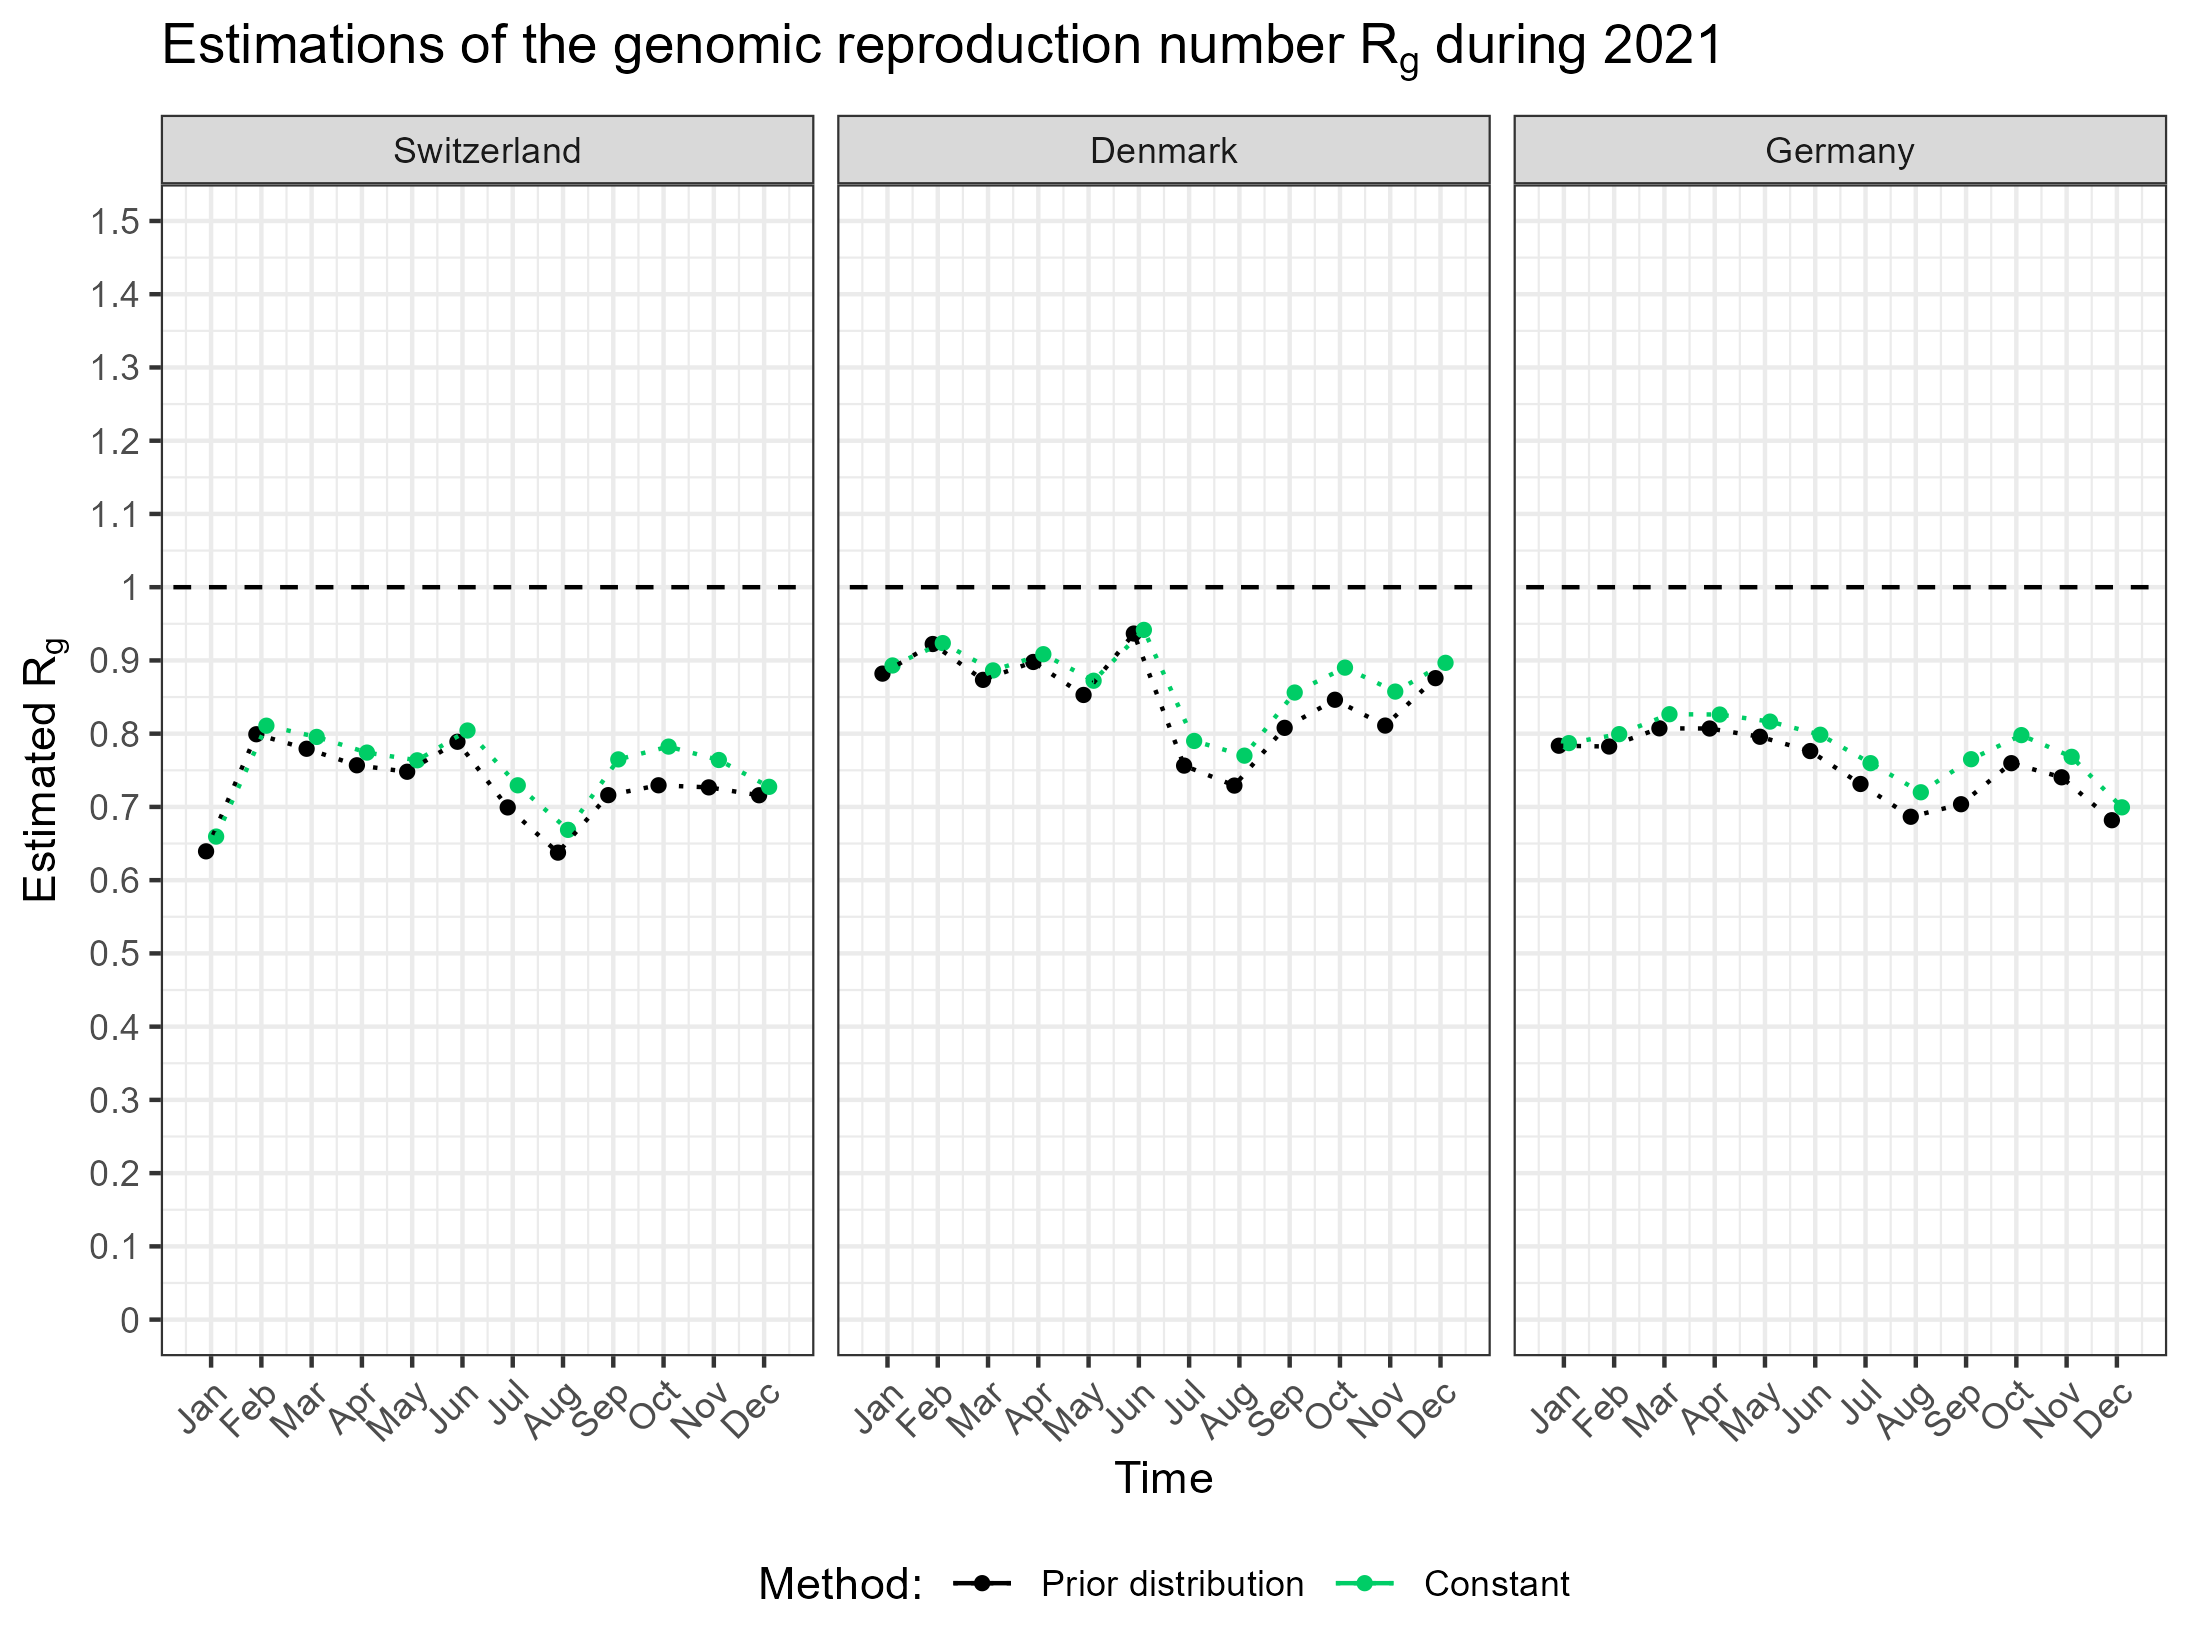 Estimations of the genomic reproduction number Rg during 2021
Switzerland Denmark Germany
Estimated Rg
1.5
1.4
1.3
1.2
1.1
1
0.9
0.8
0.7
0.6
0.5
0.4
0.3
0.2
0.1
0
Jan Feb Mar Apr May Jun Jul Aug Sep Oct Nov Dec
Jan Feb Mar Apr May Jun Jul Aug Sep Oct Nov Dec
Jan Feb Mar Apr May Jun Jul Aug Sep Oct Nov Dec
Time
Method: Prior distribution Constant